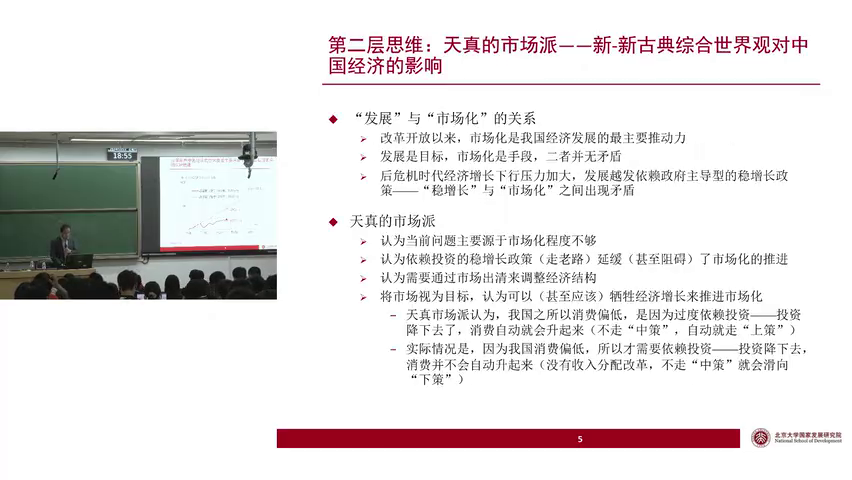 第二层思维：天真的市场派——新-新古典综合世界观对中
国经济的影响
“发展”与“市场化”的关系
改革开放以来，市场化是我国经济发展的最主要推动力
发展是目标，市场化是手段，二者并无矛盾
后危机时代经济增长下行压力加大，发展越发依赖政府主导型的稳增长政
策——“稳增长”与“市场化”之间出现矛盾
天真的市场派
认为当前问题主要源于市场化程度不够
认为依赖投资的稳增长政策（走老路）延缓（甚至阻碍）了市场化的推进
认为需要通过市场出清来调整经济结构
将市场视为目标，认为可以（甚至应该）牺牲经济增长来推进市场化
– 天真市场派认为，我国之所以消费偏低，是因为过度依赖投资——投资
降下去了，消费自动就会升起来（不走“中策”，自动就走“上策”）
– 实际情况是，因为我国消费偏低，所以才需要依赖投资——投资降下去，
消费并不会自动升起来（没有收入分配改革，不走“中策”就会滑向
“下策”）
18:55
5
北京大学国家发展研究院
National School of Development